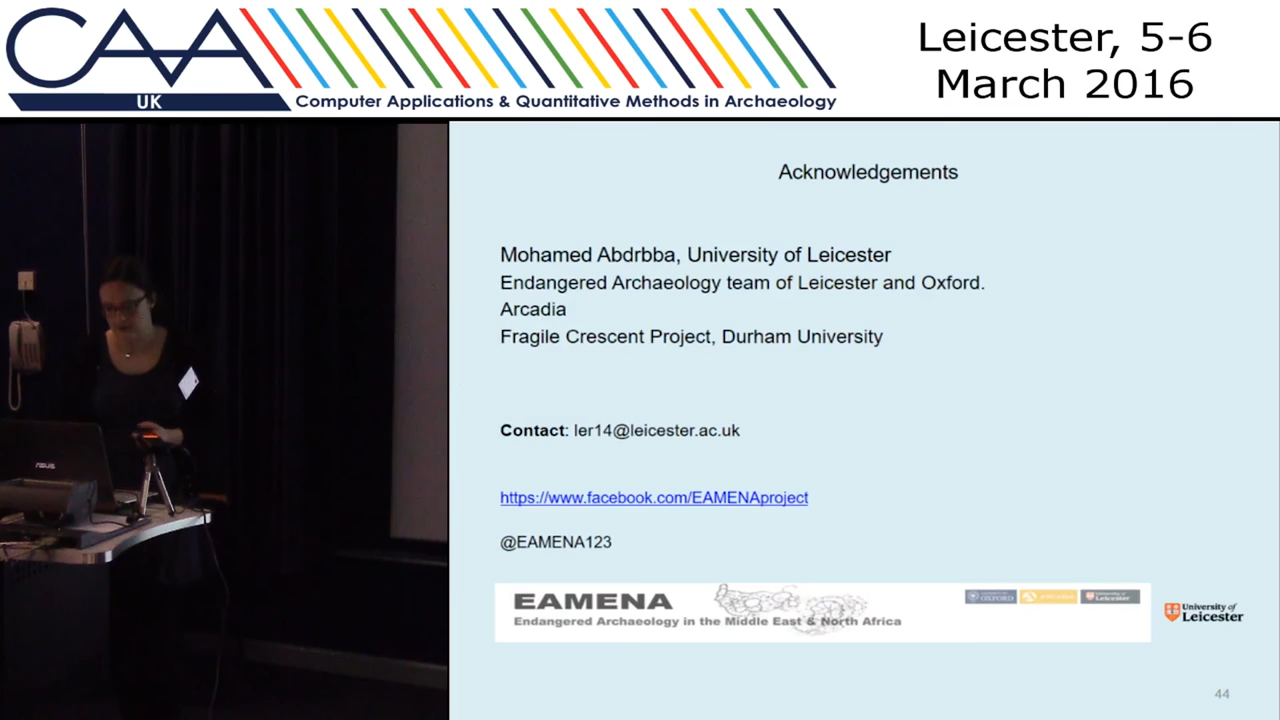 CAA
UK
Computer Applications & Quantitative Methods in Archaeology
Leicester, 5-6
March 2016
Acknowledgements
Mohamed Abdrbba, University of Leicester
Endangered Archaeology team of Leicester and Oxford.
Arcadia
Fragile Crescent Project, Durham University
Contact: ler14@leicester.ac.uk
https://www.facebook.com/EAMENAproject
@EAMENA123
EAMENA
Endangered Archaeology in the Middle East & North Africa
OXFORD
University of
Leicester
University of
Leicester
44
ASUS